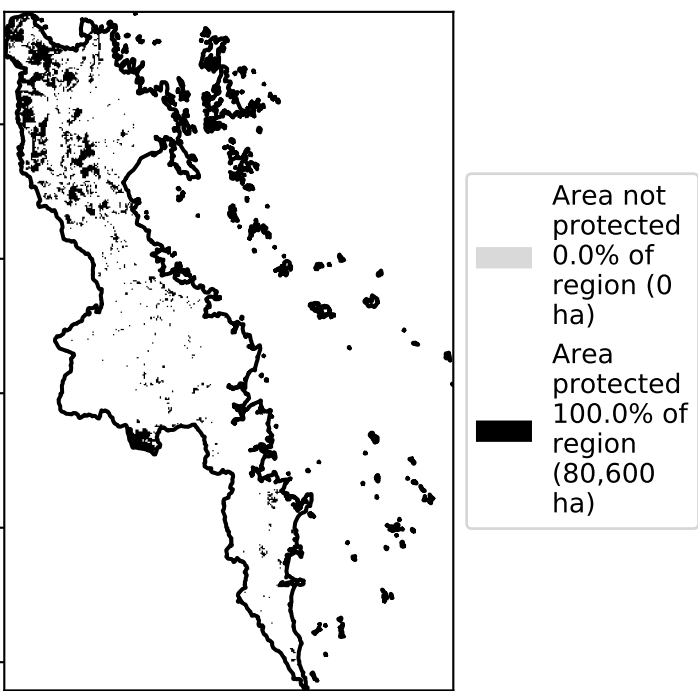 Area not
protected
0.0% of
region (0
ha)
Area
protected
100.0% of
region
(80,600
ha)